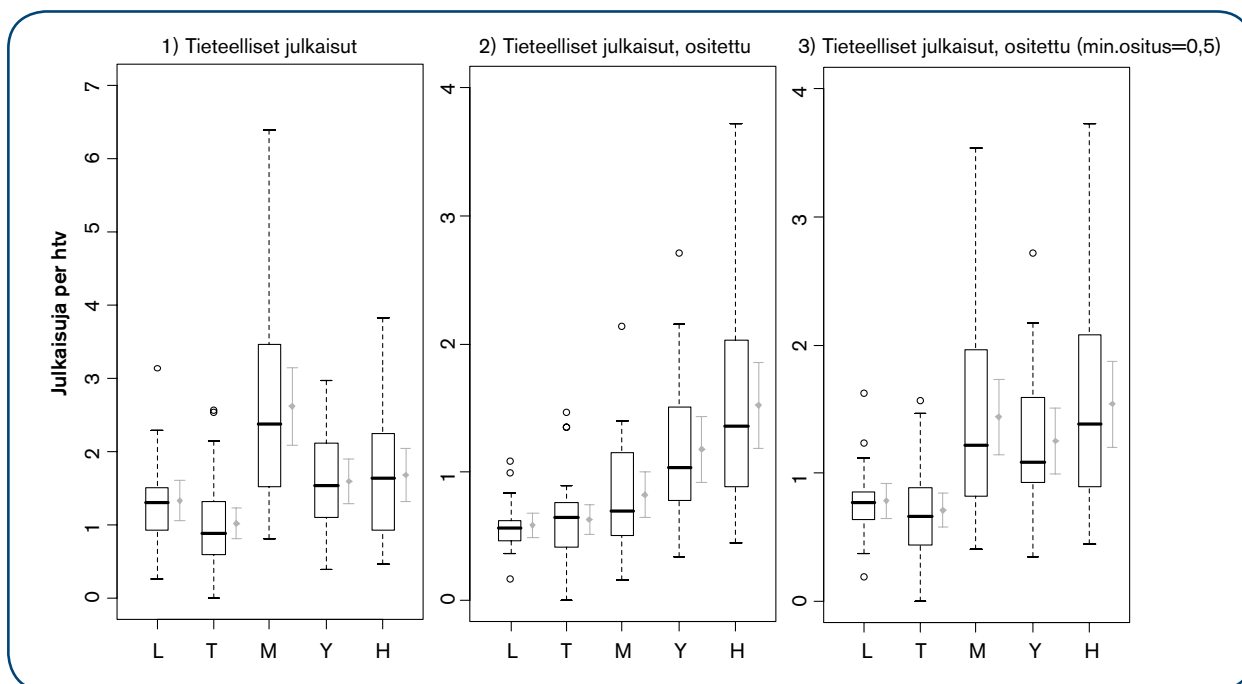 1) Tieteelliset julkaisut
2) Tieteelliset julkaisut, ositettu
3) Tieteelliset julkaisut, ositettu (min.ositus=0,5)
Julkaisuja per htv
7
6
5
4
3
2
1
0
L T M Y H
4
3
2
1
0
L T M Y H
4
3
2
1
0
L T M Y H